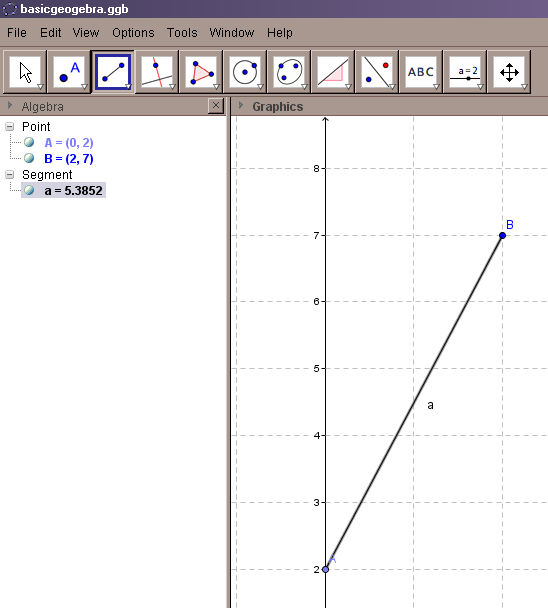 basicgeogebra.ggb
File Edit View Options Tools Window Help
A ABC a=2
Algebra Graphics
Point
A = (0, 2)
B = (2, 7)
Segment
a = 5.3852
8
B
7
6
5
a
4
3
A
2